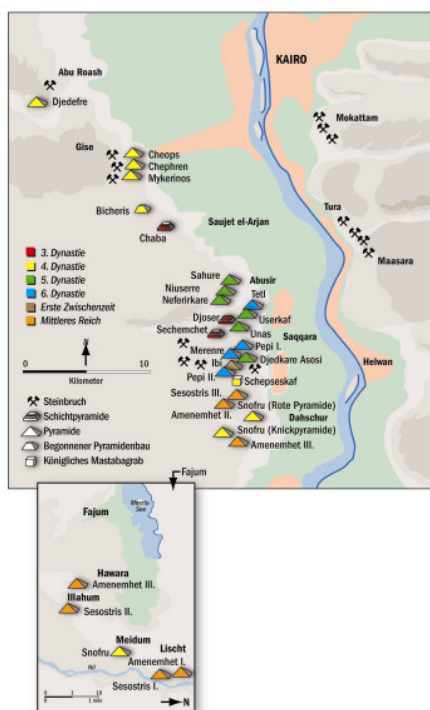 KAIRO
Abu Roash
Djedefre
Mokattam
Gise
Cheops
Chephren
Mykerinos
Bicheris
Tura
Saujet el-Arjan
Chaba
Maasara
3. Dynastie
4. Dynastie
5. Dynastie
6. Dynastie
Erste Zwischenzeit
Mittleres Reich
Sahure
Abusir
Niuserre
Teti
Neferirkare
Djoser
Userkaf
Sechemchet
Unas
Saqqara
Pepi I.
Merenre
Djedkare Asosi
Ibi
Helwan
Pepi II.
Schepseskaf
Sesostris III.
Snofru (Rote Pyramide)
Amenemhet II.
Dahschur
Snofru (Knickpyramide)
Amenemhet III.
N
0 10
Kilometer
Steinbruch
Schichtpyramide
Pyramide
Begonnener Pyramidenbau
Königliches Mastabagrab
Fajum
Fajum
Hawara
Amenemhet III.
Illahum
Sesostris II.
Meidum
Lischt
Snofru
Amenemhet I.
Nil
Sesostris I.
N